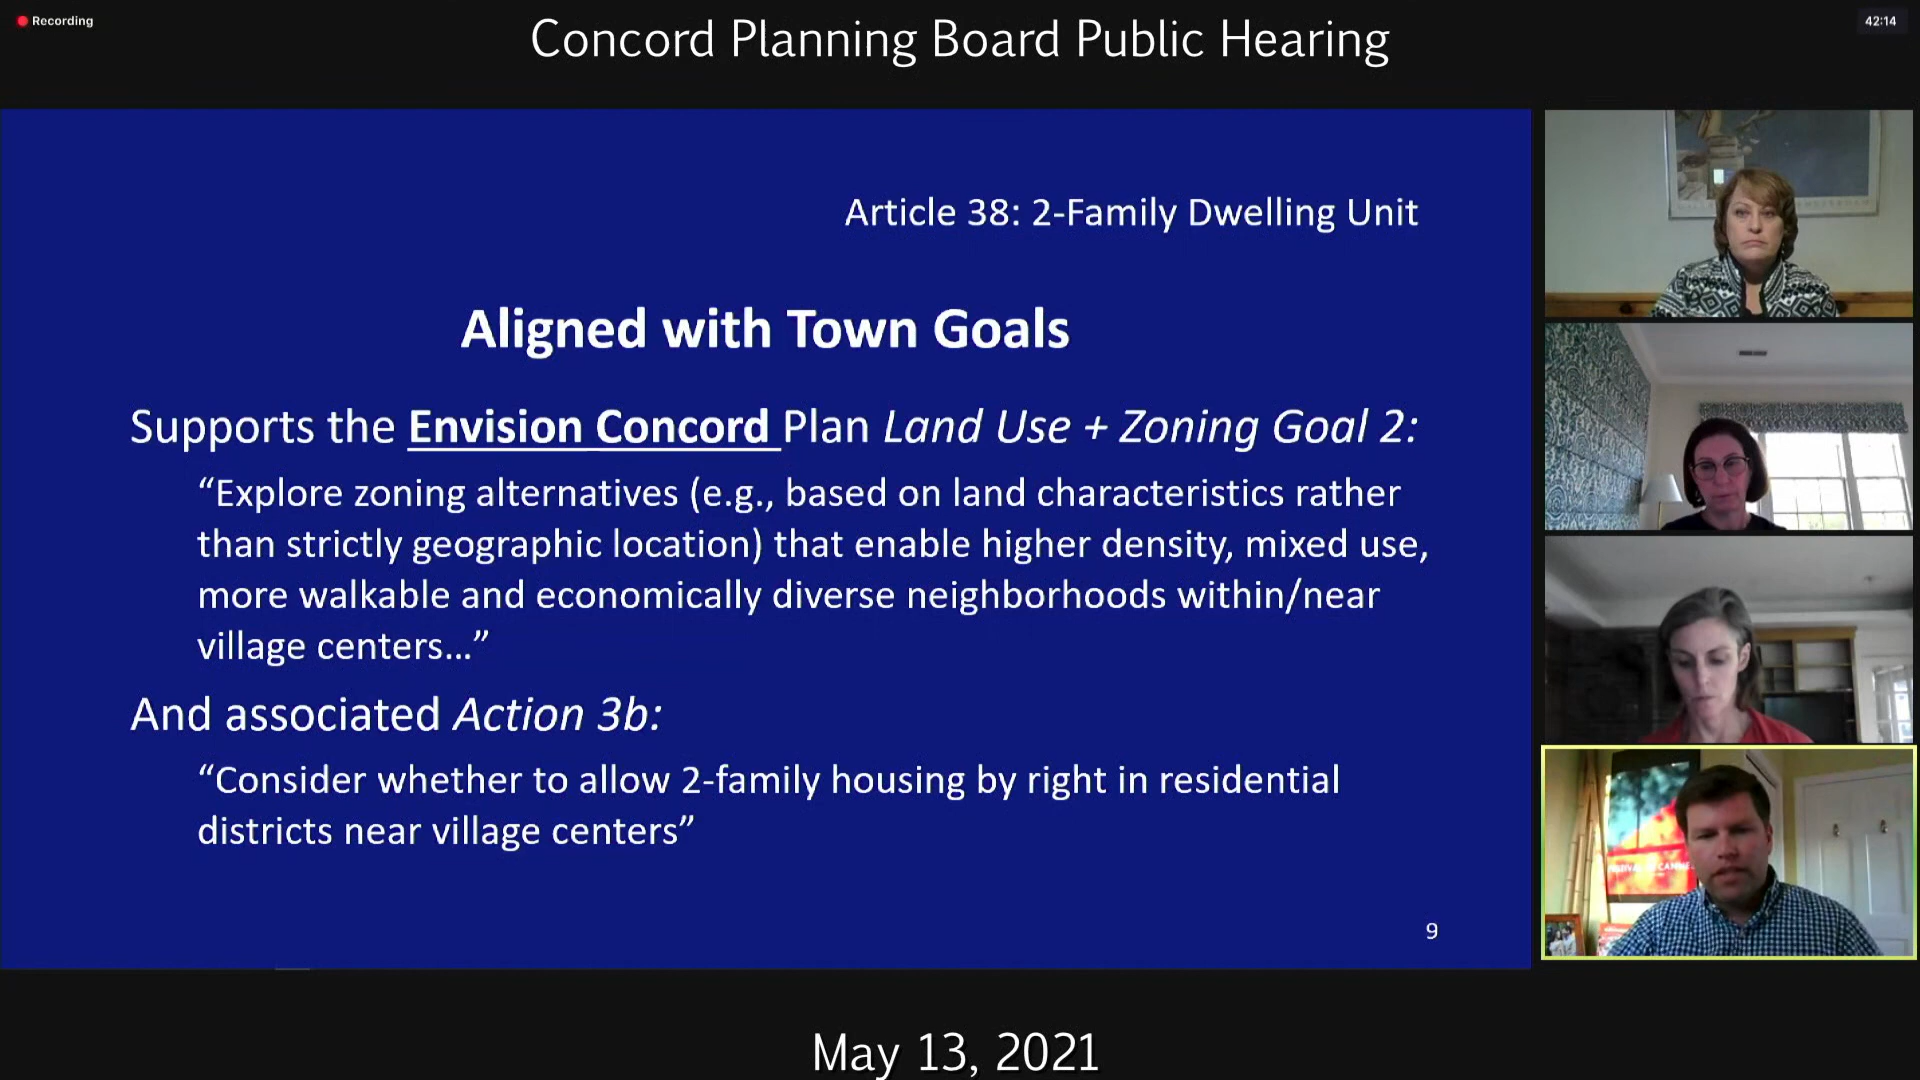 Recording
42:14
Concord Planning Board Public Hearing
Article 38: 2-Family Dwelling Unit
Aligned with Town Goals
Supports the Envision Concord Plan Land Use + Zoning Goal 2:
“Explore zoning alternatives (e.g., based on land characteristics rather
than strictly geographic location) that enable higher density, mixed use,
more walkable and economically diverse neighborhoods within/near
village centers...”
And associated Action 3b:
“Consider whether to allow 2-family housing by right in residential
districts near village centers”
9
May 13, 2021